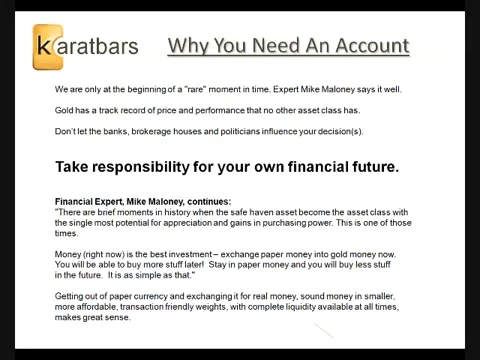 karatbars
Why You Need An Account
We are only at the beginning of a "rare" moment in time. Expert Mike Maloney says it well.
Gold has a track record of price and performance that no other asset class has.
Don't let the banks, brokerage houses and politicians influence your decision(s).
Take responsibility for your own financial future.
Financial Expert, Mike Maloney, continues:
"There are brief moments in history when the safe haven asset become the asset class with
the single most potential for appreciation and gains in purchasing power. This is one of those
times.
Money (right now) is the best investment – exchange paper money into gold money now.
You will be able to buy more stuff later! Stay in paper money and you will buy less stuff
in the future. It is as simple as that."
Getting out of paper currency and exchanging it for real money, sound money in smaller,
more affordable, transaction friendly weights, with complete liquidity available at all times,
makes great sense.